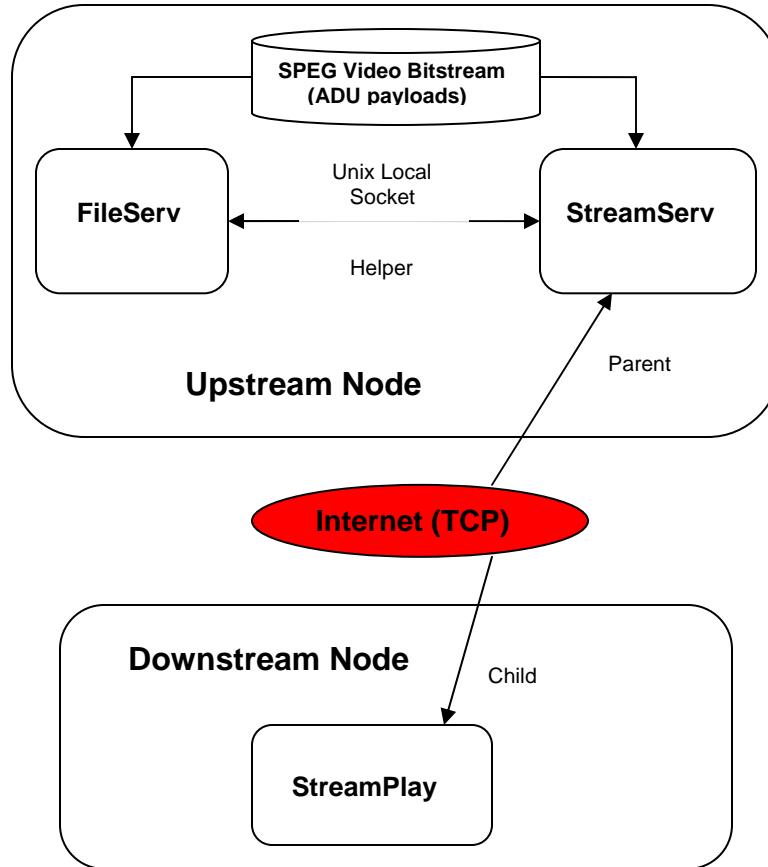 SPEG Video Bitstream
(ADU payloads)
FileServ
Unix Local
Socket
StreamServ
Helper
Parent
Upstream Node
Internet (TCP)
Downstream Node
Child
StreamPlay